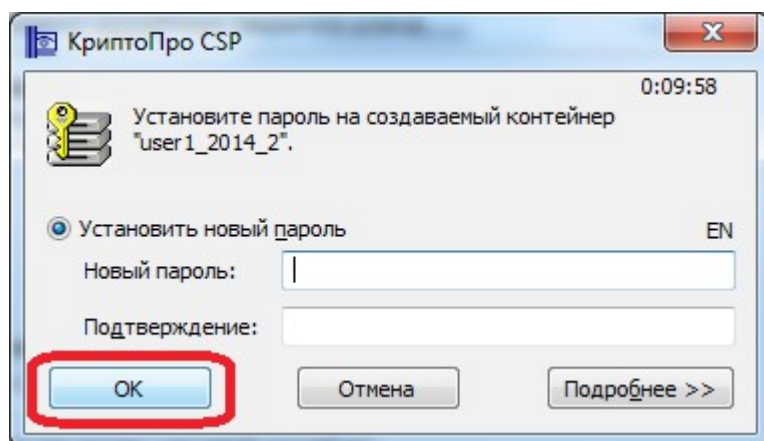 КриптоПро CSP
0:09:58
Установите пароль на создаваемый контейнер
"user1_2014_2".
Установить новый пароль EN
Новый пароль:
Подтверждение:
ОК Отмена Подробнее >>